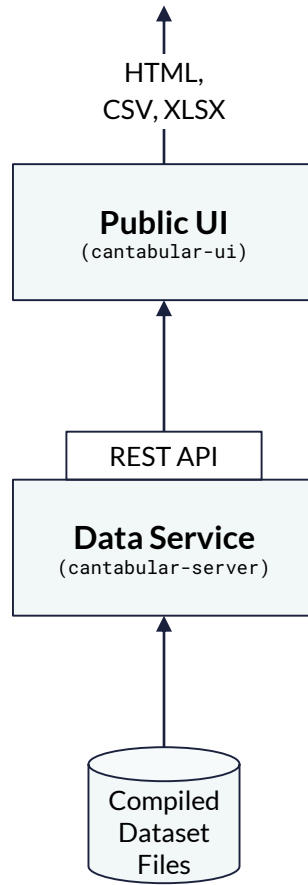 HTML,
CSV, XLSX
Public UI
(cantabular-ui)
REST API
Data Service
(cantabular-server)
Compiled
Dataset
Files